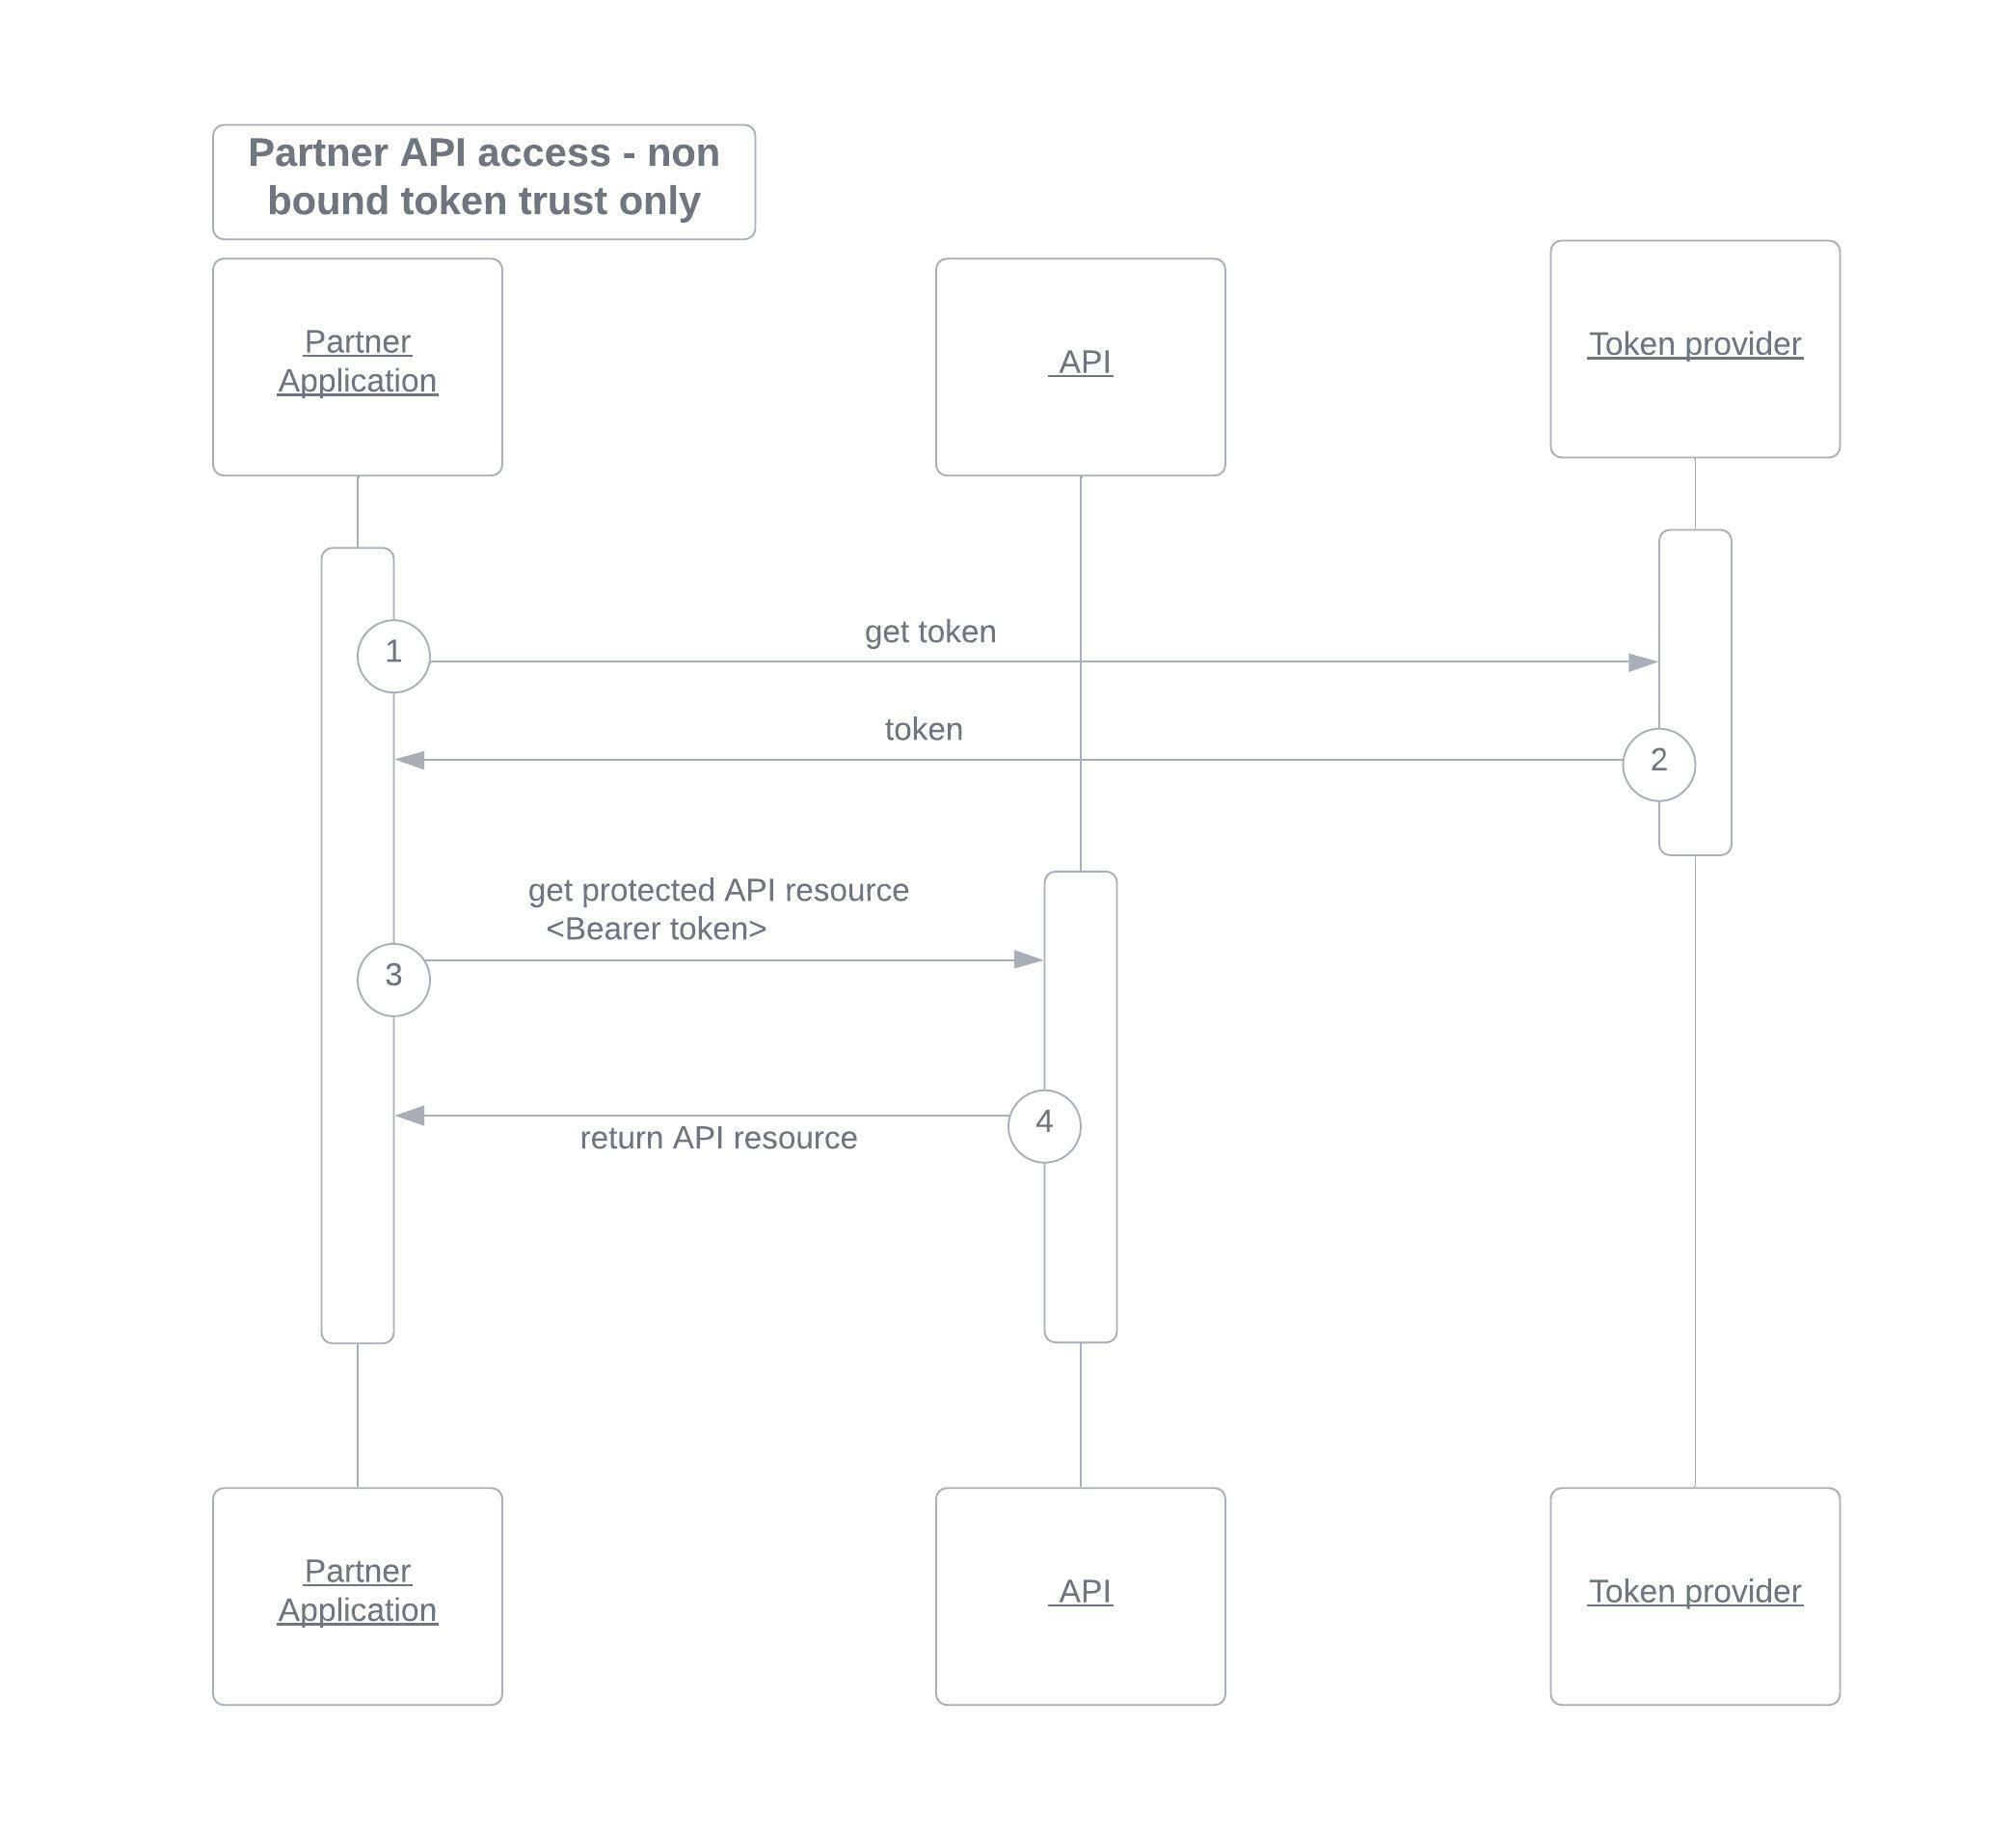 Partner API access - non
bound token trust only
Partner
Application
API
Token provider
1
get token
token
2
get protected API resource
<Bearer token>
3
4
return API resource
Partner
Application
API
Token provider